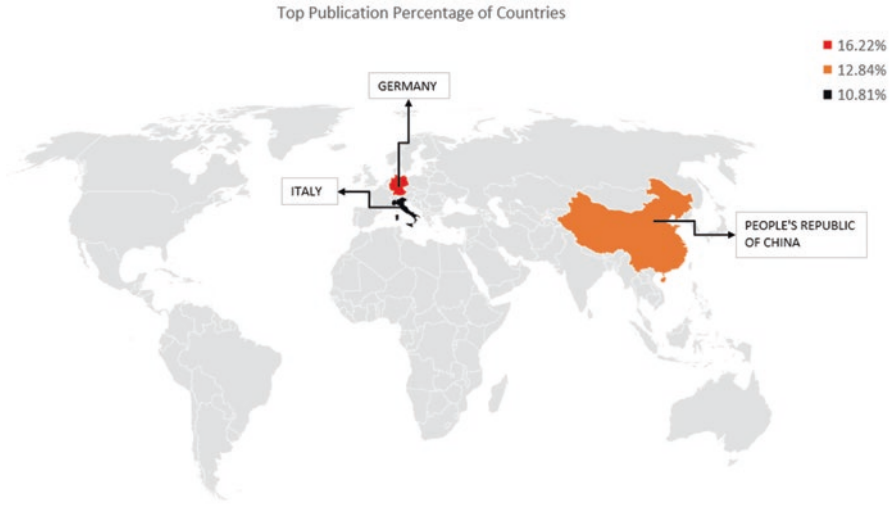 Top Publication Percentage of Countries
16.22%
12.84%
10.81%
GERMANY
ITALY
PEOPLE'S REPUBLIC
OF CHINA